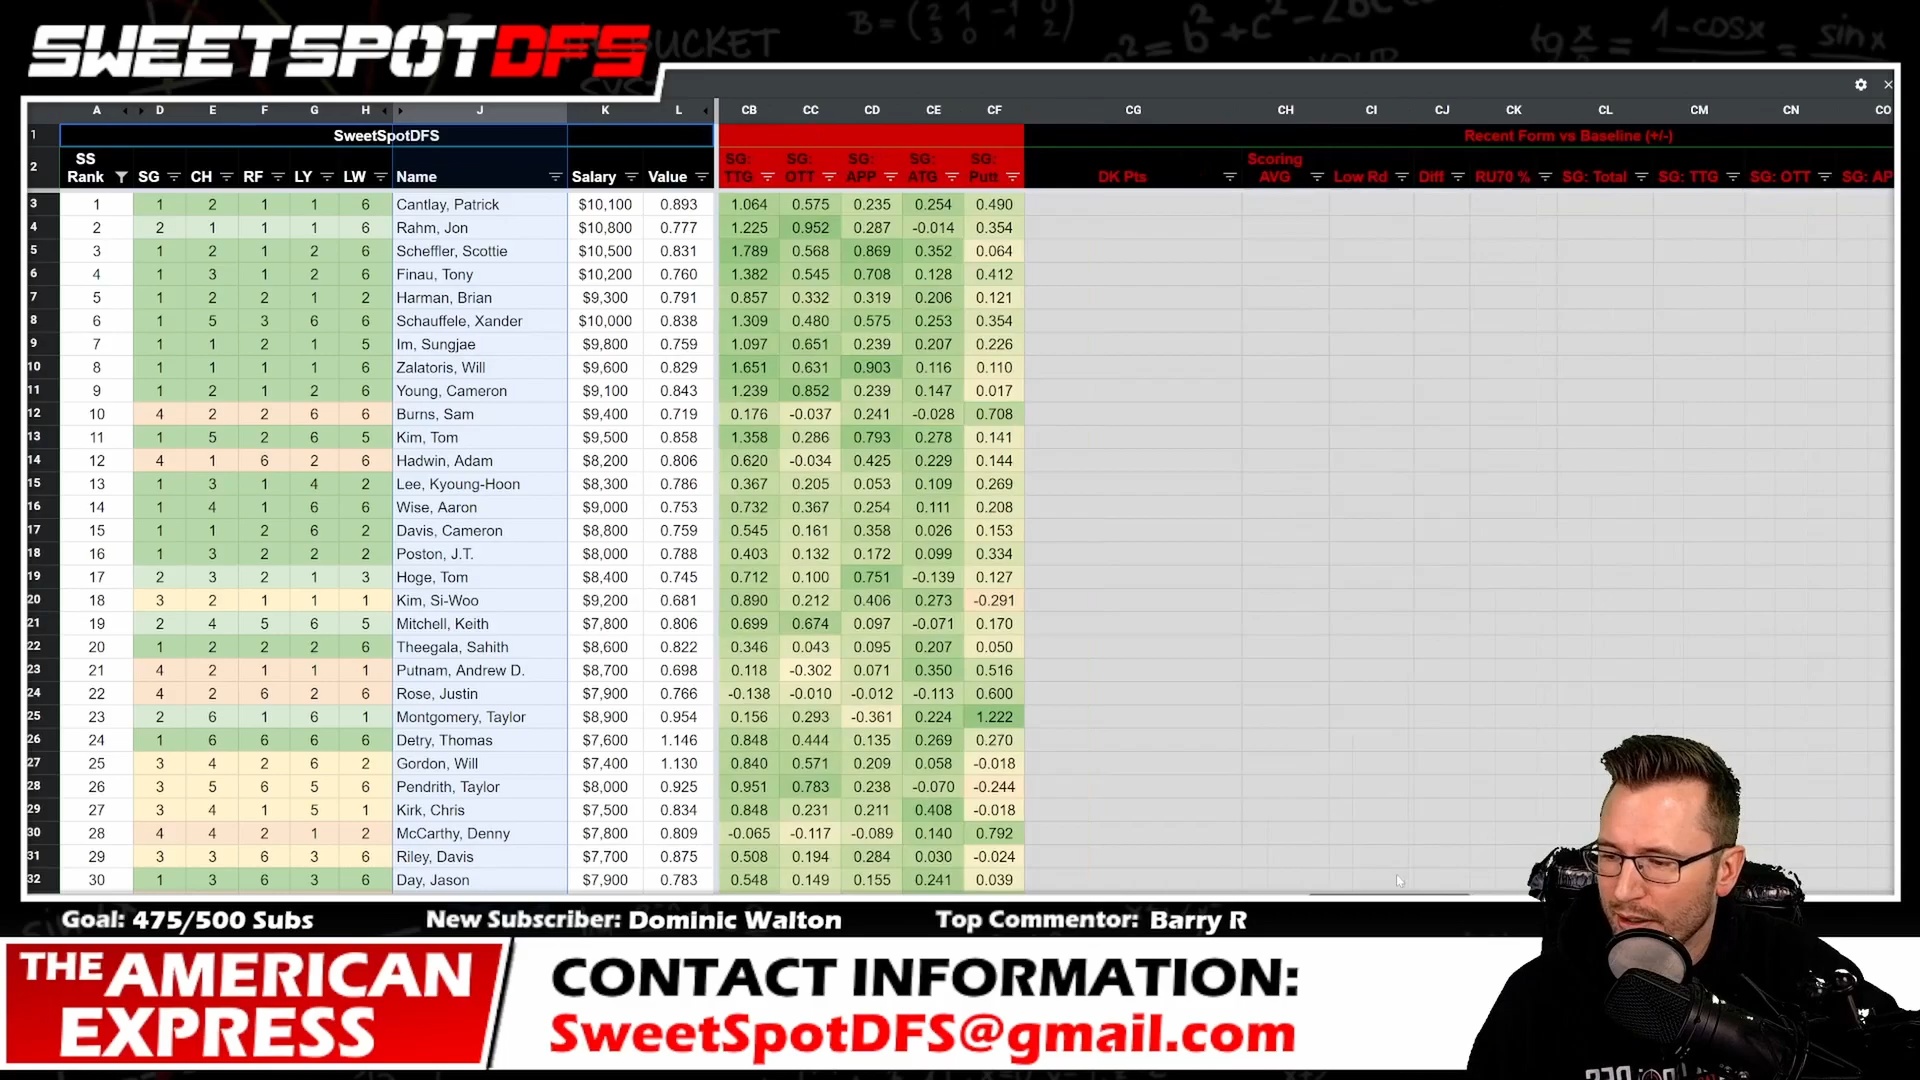 SWEETSPOTDFS
BUCKET
A D E F G H J K L CB CC CD CE CF CG CH CI CJ CK CL CM CN CO
1 SweetSpotDFS Recent Form vs Baseline (+/-)
2 SS Rank SG CH RF LY LW Name Salary Value SG: TTG SG: OTT SG: APP SG: ATG SG: Putt DK Pts Scoring AVG Low Rd Diff RU70 % SG: Total SG: TTG SG: OTT SG: AP
3 1 1 2 1 1 6 Cantlay, Patrick $10,100 0.893 1.064 0.575 0.235 0.254 0.490
4 2 2 1 1 1 6 Rahm, Jon $10,800 0.777 1.225 0.952 0.287 -0.014 0.354
5 3 1 2 1 2 6 Scheffler, Scottie $10,500 0.831 1.789 0.568 0.869 0.352 0.064
6 4 1 3 1 2 6 Finau, Tony $10,200 0.760 1.382 0.545 0.708 0.128 0.412
7 5 1 2 2 1 2 Harman, Brian $9,300 0.791 0.857 0.332 0.319 0.206 0.121
8 6 1 5 3 6 6 Schauffele, Xander $10,000 0.838 1.309 0.480 0.575 0.253 0.354
9 7 1 1 2 1 5 Im, Sungjae $9,800 0.759 1.097 0.651 0.239 0.207 0.226
10 8 1 1 1 1 6 Zalatoris, Will $9,600 0.829 1.651 0.631 0.903 0.116 0.110
11 9 1 2 1 2 6 Young, Cameron $9,100 0.843 1.239 0.852 0.239 0.147 0.017
12 10 4 2 2 6 6 Burns, Sam $9,400 0.719 0.176 -0.037 0.241 -0.028 0.708
13 11 1 5 2 6 5 Kim, Tom $9,500 0.858 1.358 0.286 0.793 0.278 0.141
14 12 4 1 6 2 6 Hadwin, Adam $8,200 0.806 0.620 -0.034 0.425 0.229 0.144
15 13 1 3 1 4 2 Lee, Kyoung-Hoon $8,300 0.786 0.367 0.205 0.053 0.109 0.269
16 14 1 4 1 6 6 Wise, Aaron $9,000 0.753 0.732 0.367 0.254 0.111 0.208
17 15 1 1 2 6 2 Davis, Cameron $8,800 0.759 0.545 0.161 0.358 0.026 0.153
18 16 1 3 2 2 2 Poston, J.T. $8,000 0.788 0.403 0.132 0.172 0.099 0.334
19 17 2 3 2 1 3 Hoge, Tom $8,400 0.745 0.712 0.100 0.751 -0.139 0.127
20 18 3 2 1 1 1 Kim, Si-Woo $9,200 0.681 0.890 0.212 0.406 0.273 -0.291
21 19 2 4 5 6 5 Mitchell, Keith $7,800 0.806 0.699 0.674 0.097 -0.071 0.170
22 20 1 2 2 2 6 Theegala, Sahith $8,600 0.822 0.346 0.043 0.095 0.207 0.050
23 21 4 2 1 1 1 Putnam, Andrew D. $8,700 0.698 0.118 -0.302 0.071 0.350 0.516
24 22 4 2 6 2 6 Rose, Justin $7,900 0.766 -0.138 -0.010 -0.012 -0.113 0.600
25 23 2 6 1 6 1 Montgomery, Taylor $8,900 0.954 0.156 0.293 -0.361 0.224 1.222
26 24 1 6 6 6 6 Detry, Thomas $7,600 1.146 0.848 0.444 0.135 0.269 0.270
27 25 3 4 2 6 2 Gordon, Will $7,400 1.130 0.840 0.571 0.209 0.058 -0.018
28 26 3 5 6 5 6 Pendrith, Taylor $8,000 0.925 0.951 0.783 0.238 -0.070 -0.244
29 27 3 4 1 5 1 Kirk, Chris $7,500 0.834 0.848 0.231 0.211 0.408 -0.018
30 28 4 4 2 1 2 McCarthy, Denny $7,800 0.809 -0.065 -0.117 -0.089 0.140 0.792
31 29 3 3 6 3 6 Riley, Davis $7,700 0.875 0.508 0.194 0.284 0.030 -0.024
32 30 1 3 6 3 6 Day, Jason $7,900 0.783 0.548 0.149 0.155 0.241 0.039
Goal: 475/500 Subs New Subscriber: Dominic Walton Top Commentor: Barry R
THE AMERICAN EXPRESS
CONTACT INFORMATION:
SweetSpotDFS@gmail.com